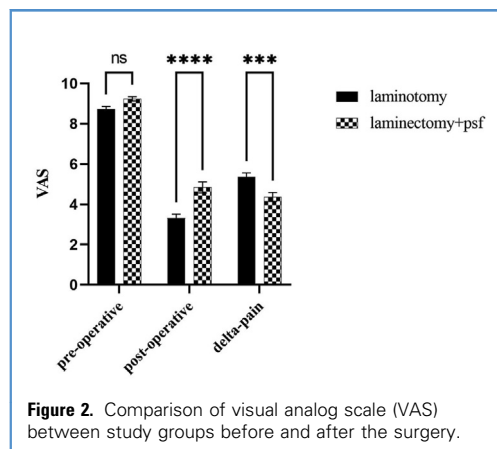 ns
****
***
10
8
6
4
2
0
VAS
pre-operative
post-operative
delta-pain
laminotomy
laminectomy+psf
Figure 2. Comparison of visual analog scale (VAS)
between study groups before and after the surgery.